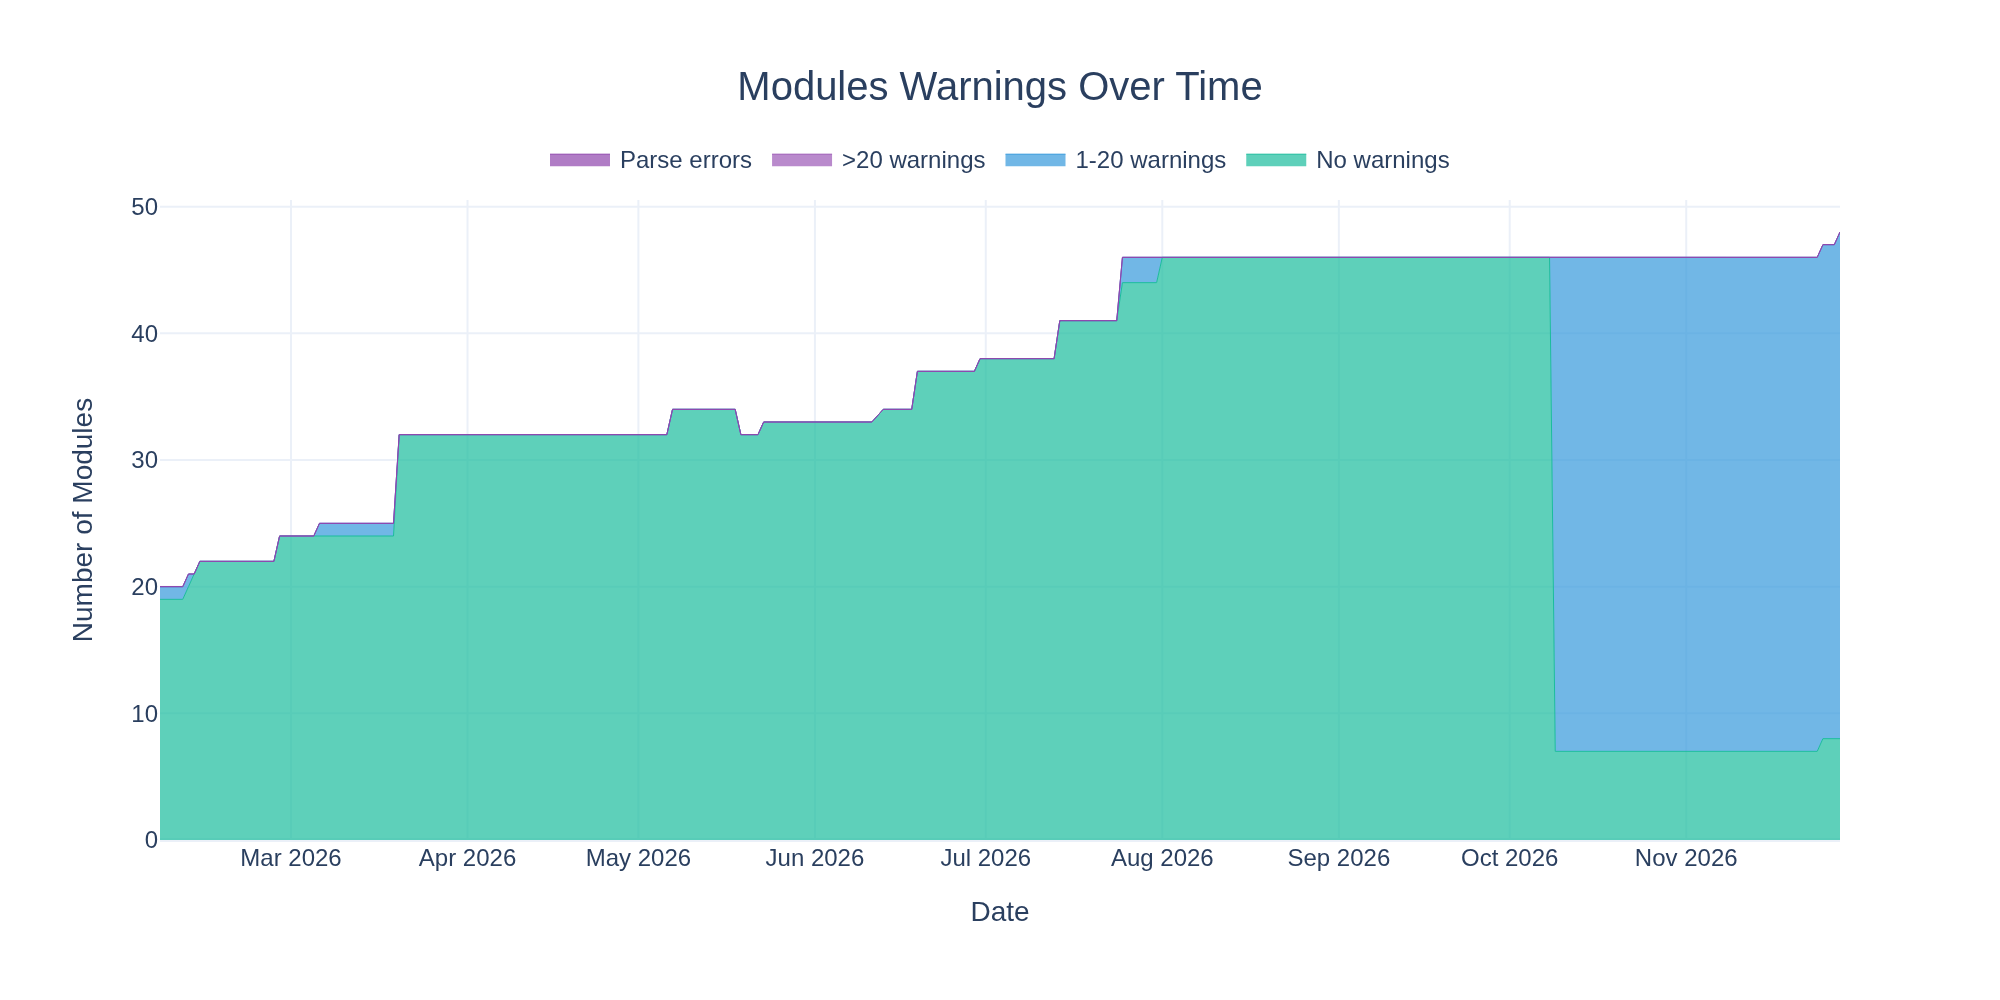 Modules Warnings Over Time
Parse errors >20 warnings 1-20 warnings No warnings
50
40
30
20
10
0
Number of Modules
Mar 2026 Apr 2026 May 2026 Jun 2026 Jul 2026 Aug 2026 Sep 2026 Oct 2026 Nov 2026
Date